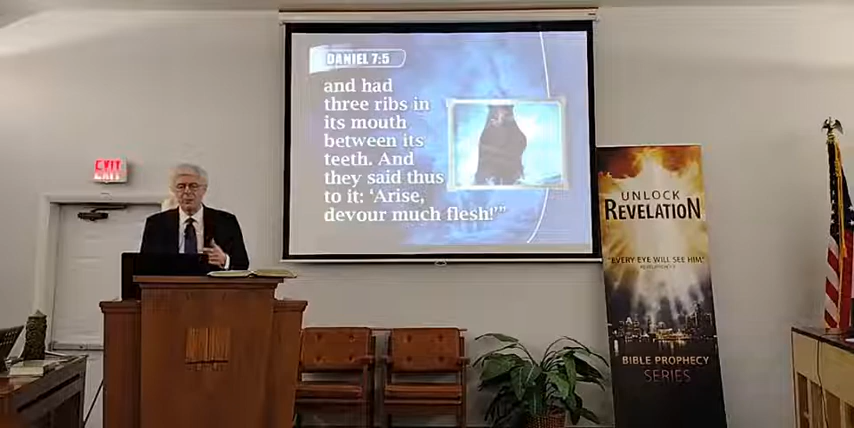 DANIEL 7:5
and had
three ribs in
its mouth
between its
teeth. And
they said thus
to it: ‘Arise,
devour much flesh!’”
EXIT
UNLOCK
REVELATION
"EVERY EYE WILL SEE HIM"
BIBLE PROPHECY
SERIES